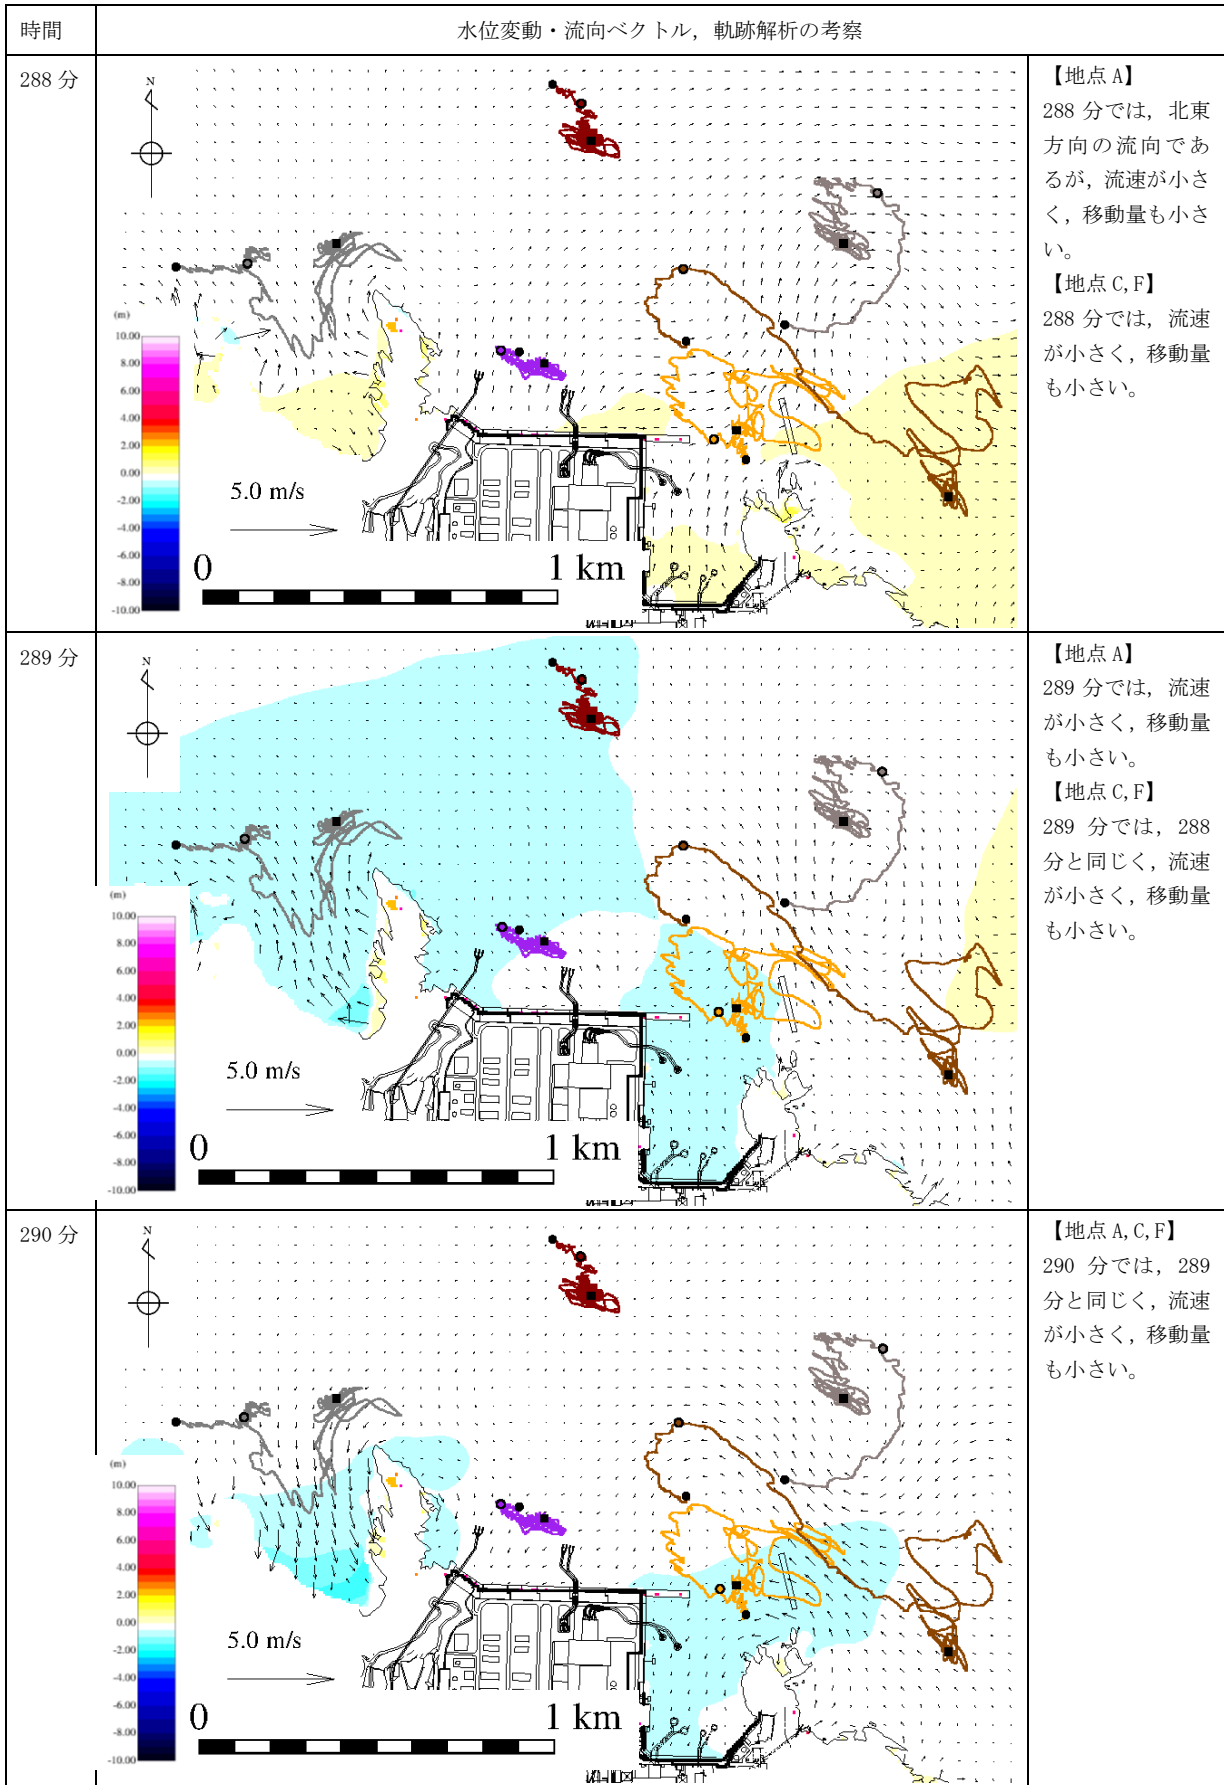 時間
水位変動・流向ベクトル，軌跡解析の考察
288 分
N
(m)
10.00
8.00
6.00
4.00
2.00
0.00
-2.00
-4.00
-6.00
-8.00
-10.00
5.0 m/s
0
1 km
【地点 A】
288 分では，北東
方向の流向であ
るが，流速が小さ
く，移動量も小さ
い。
【地点 C,F】
288 分では，流速
が小さく，移動量
も小さい。
289 分
N
(m)
10.00
8.00
6.00
4.00
2.00
0.00
-2.00
-4.00
-6.00
-8.00
-10.00
5.0 m/s
0
1 km
【地点 A】
289 分では，流速
が小さく，移動量
も小さい。
【地点 C,F】
289 分では，288
分と同じく，流速
が小さく，移動量
も小さい。
290 分
N
(m)
10.00
8.00
6.00
4.00
2.00
0.00
-2.00
-4.00
-6.00
-8.00
-10.00
5.0 m/s
0
1 km
【地点 A,C,F】
290 分では，289
分と同じく，流速
が小さく，移動量
も小さい。